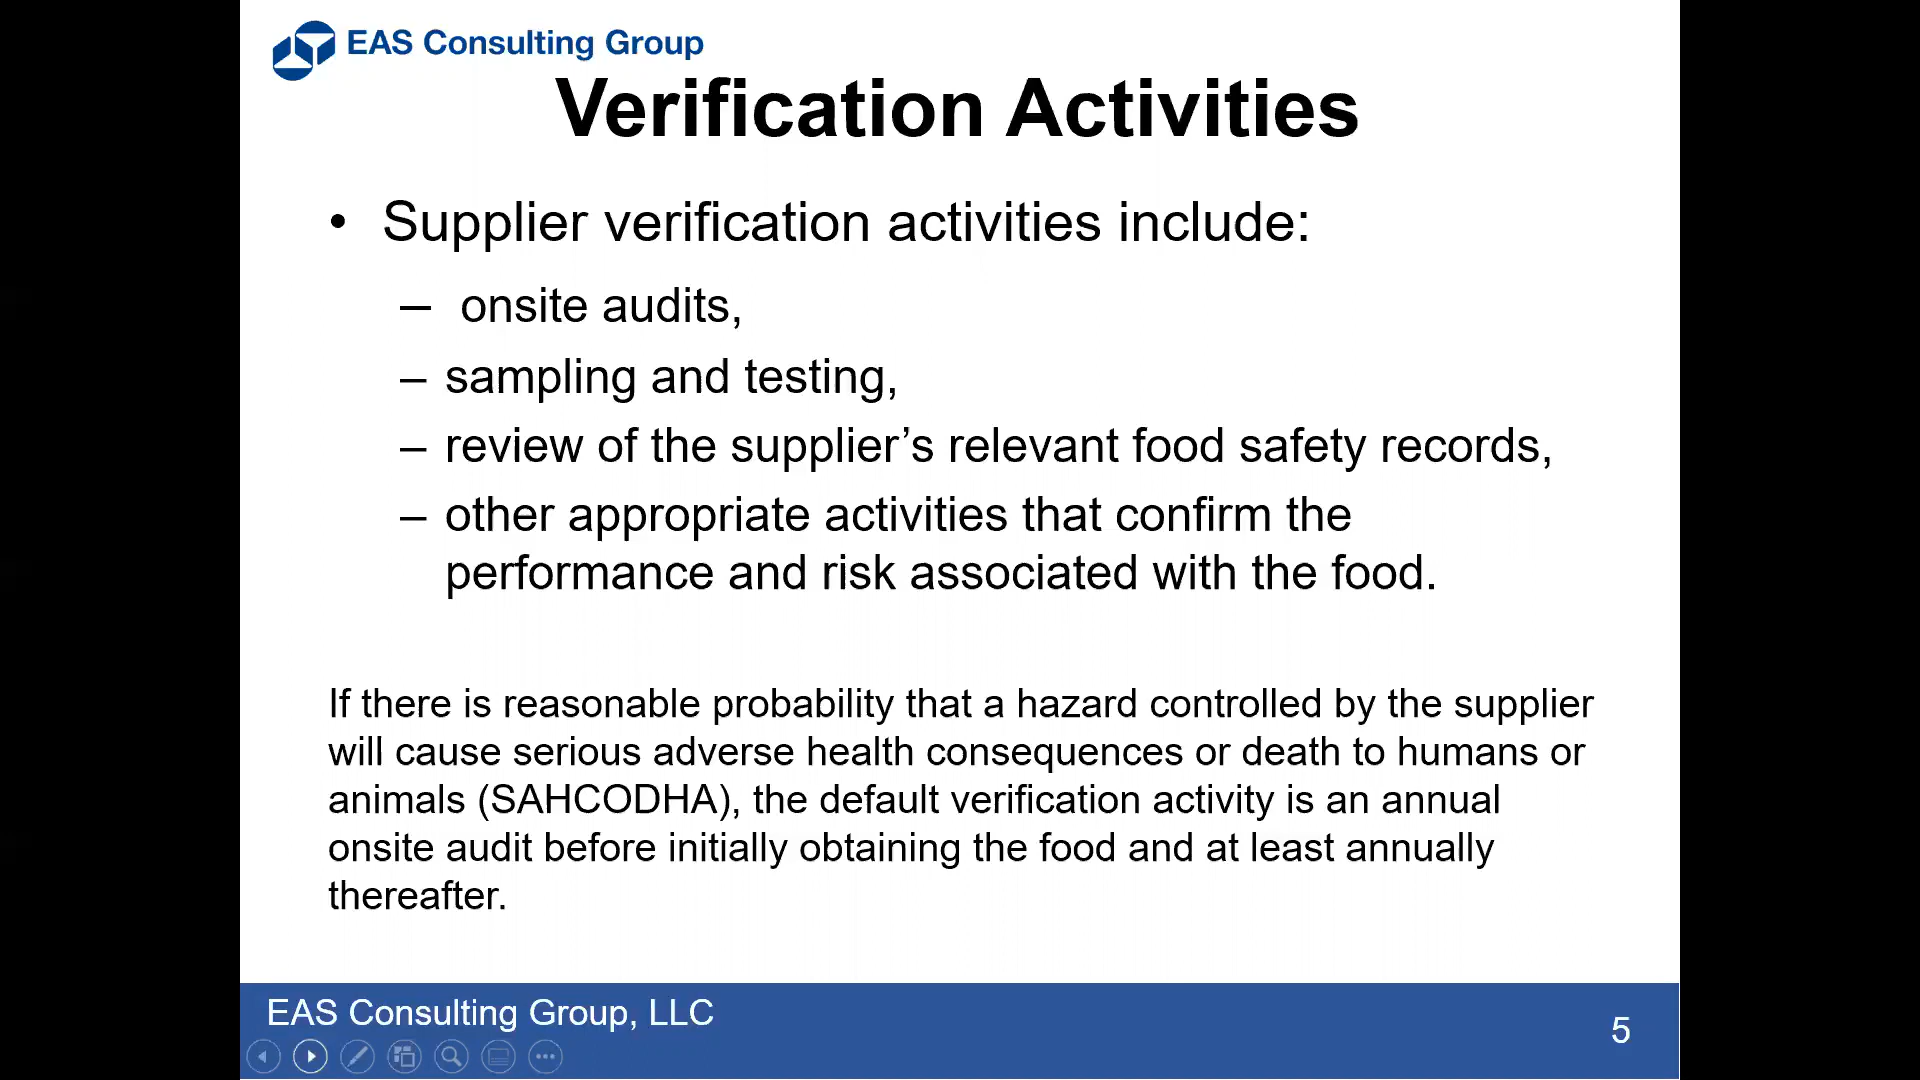 EAS Consulting Group
Verification Activities
• Supplier verification activities include:
– onsite audits,
– sampling and testing,
– review of the supplier’s relevant food safety records,
– other appropriate activities that confirm the
performance and risk associated with the food.
If there is reasonable probability that a hazard controlled by the supplier
will cause serious adverse health consequences or death to humans or
animals (SAHCODHA), the default verification activity is an annual
onsite audit before initially obtaining the food and at least annually
thereafter.
EAS Consulting Group, LLC
5